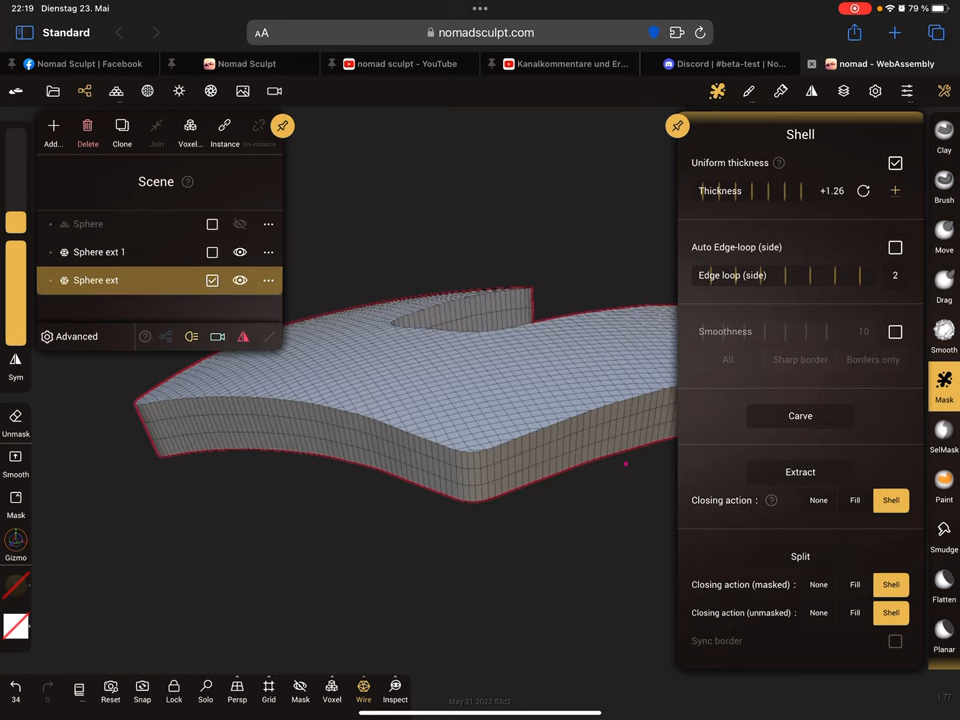 22:19 Dienstag 23. Mai
79 %
Standard
AA
nomadsculpt.com
Nomad Sculpt | Facebook
Nomad Sculpt
nomad sculpt - YouTube
Kanalkommentare und Er...
Discord | #beta-test | No...
nomad - WebAssembly
Add...
Delete
Clone
Join
Voxel...
Instance
Un-instance
Scene ?
Sphere
Sphere ext 1
Sphere ext
Advanced
?
Sym
Unmask
Smooth
Mask
Gizmo
Shell
Uniform thickness ?
Thickness +1.26
Auto Edge-loop (side)
Edge loop (side) 2
Smoothness 10
All Sharp border Borders only
Carve
Extract
Closing action : ? None Fill Shell
Split
Closing action (masked) : None Fill Shell
Closing action (unmasked) : None Fill Shell
Sync border
Clay
Brush
Move
Drag
Smooth
Mask
SelMask
Paint
Smudge
Flatten
Planar
34
0
...
Reset
Snap
Lock
Solo
Persp
Grid
Mask
Voxel
Wire
Inspect
1.77